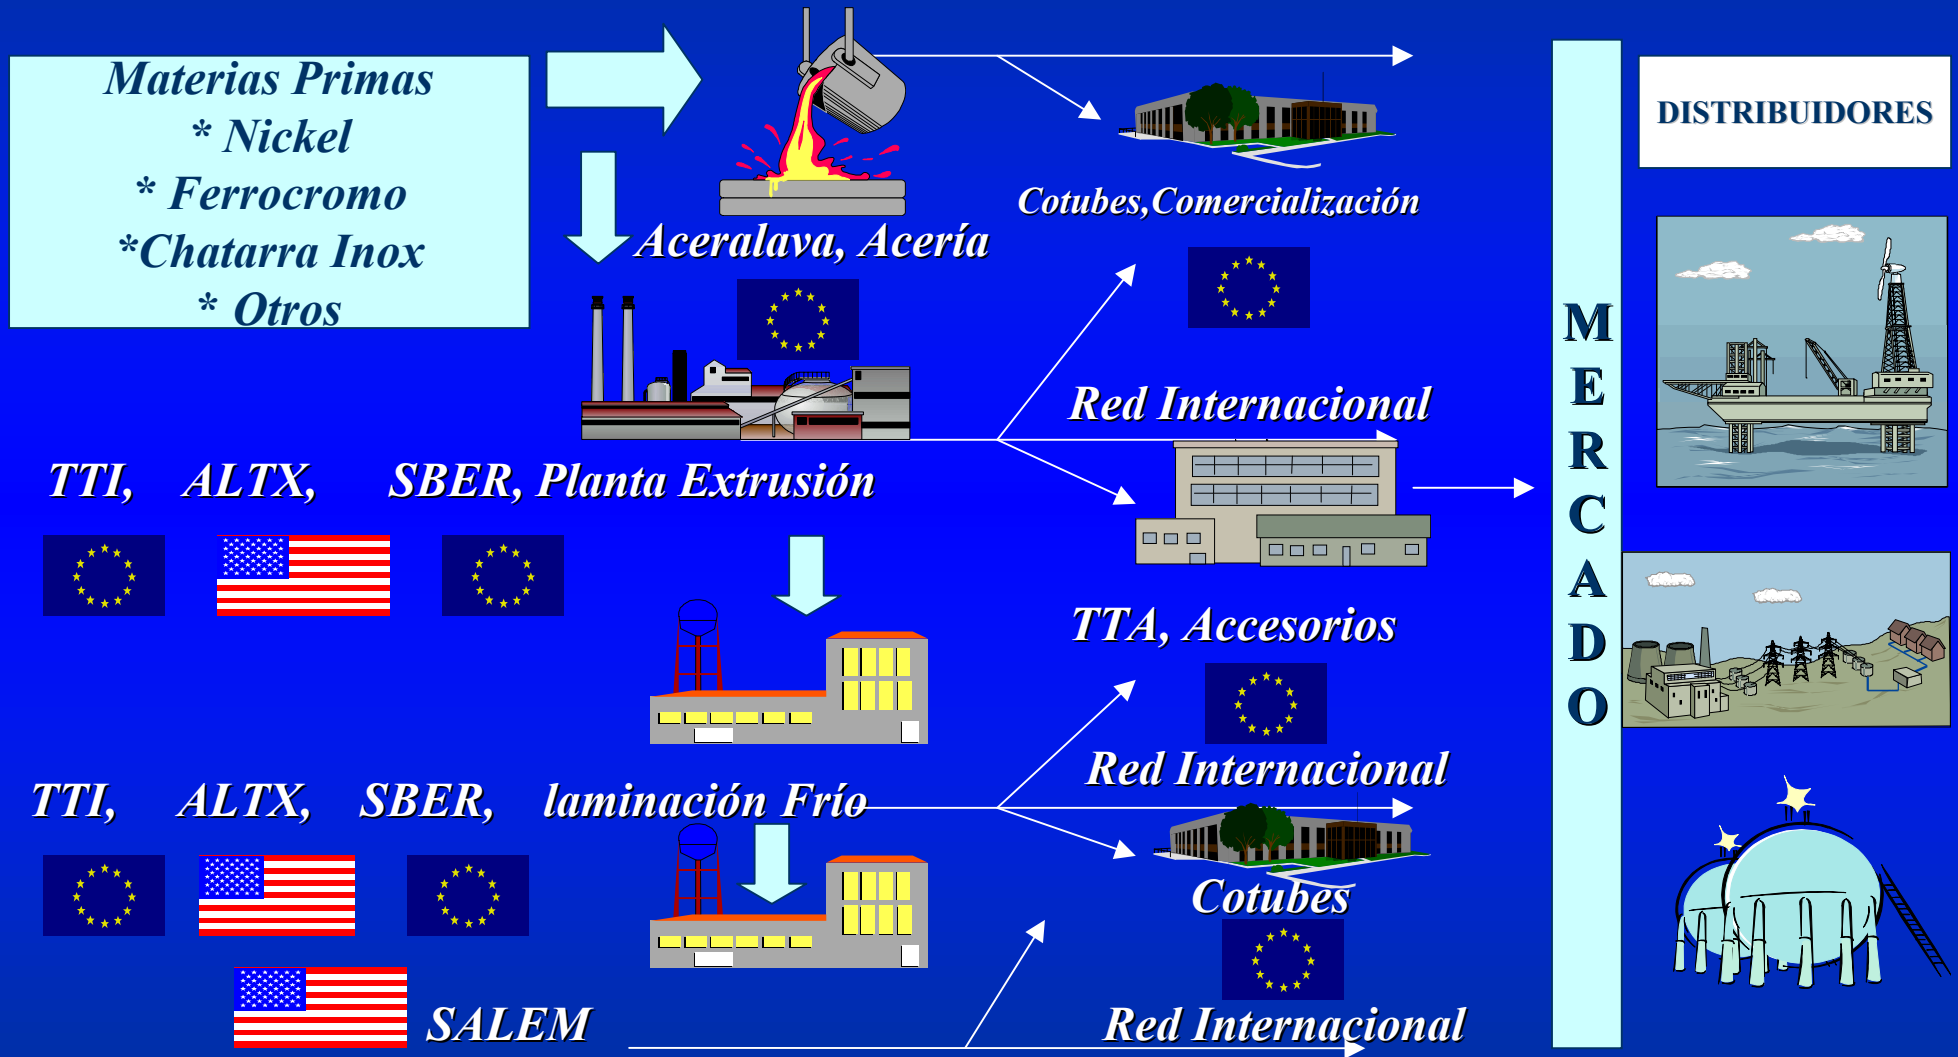 Materias Primas
* Nickel
* Ferrocromo
*Chatarra Inox
* Otros
Aceralava, Acería
Cotubes,Comercialización
DISTRIBUIDORES
Red Internacional
TTI, ALTX, SBER, Planta Extrusión
MERCADO
TTA, Accesorios
Red Internacional
TTI, ALTX, SBER, laminación Frío
Cotubes
SALEM
Red Internacional